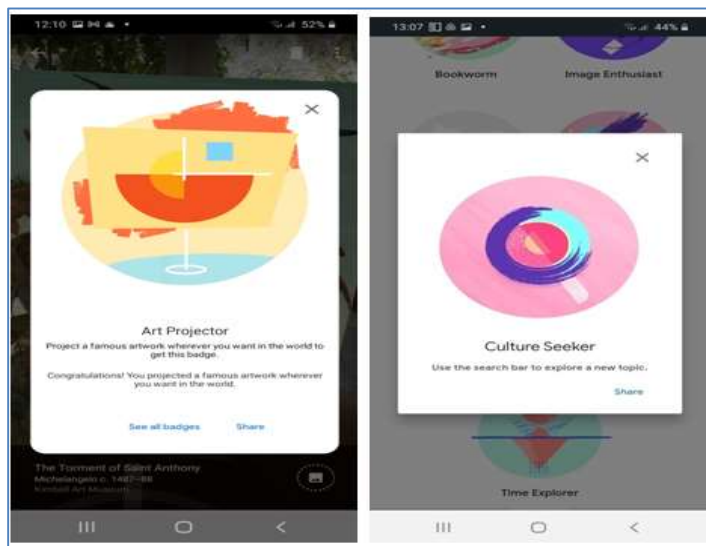 12:10
52%
Art Projector
Project a famous artwork wherever you want in the world to
get this badge.
Congratulations! You projected a famous artwork wherever
you want in the world.
See all badges Share
The Torment of Saint Anthony
Michelangelo c. 1487–88
Kimbell Art Museum
13:07
44%
Bookworm
Image Enthusiast
Culture Seeker
Use the search bar to explore a new topic.
Share
Time Explorer